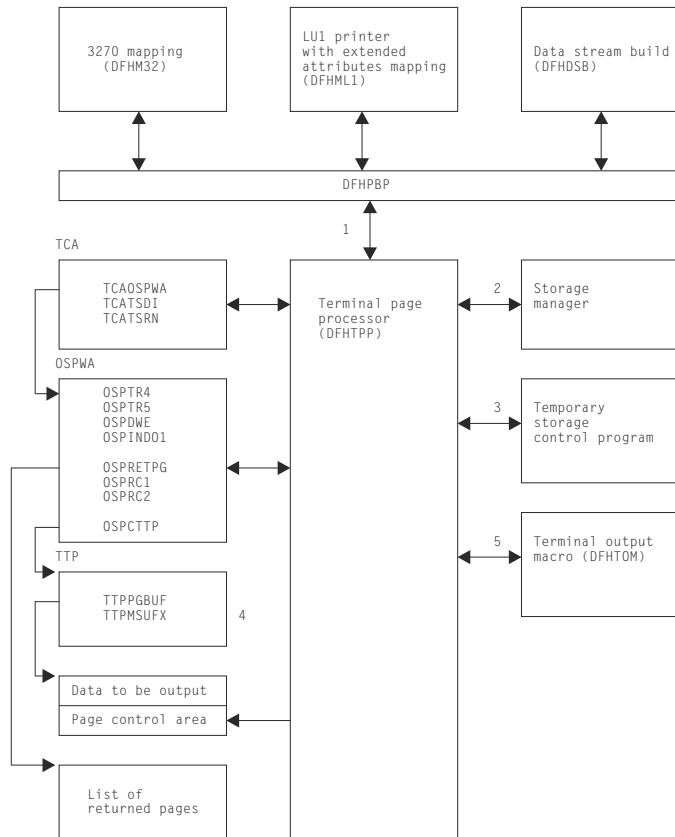 3270 mapping
(DFHM32)
LU1 printer
with extended
attributes mapping
(DFHML1)
Data stream build
(DFHDSB)
DFHPBP
1
TCA
TCAOSPWA
TCATSDI
TCATSRN
Terminal page
processor
(DFHTPP)
2
Storage
manager
OSPWA
OSPTR4
OSPTR5
OSPDWE
OSPINDO1
OSPRETPG
OSPRC1
OSPRC2
OSPCTTP
3
Temporary
storage
control program
TTP
TTPPGBUF
TTPMSUFX
4
5
Terminal output
macro (DFHTOM)
Data to be output
Page control area
List of
returned pages